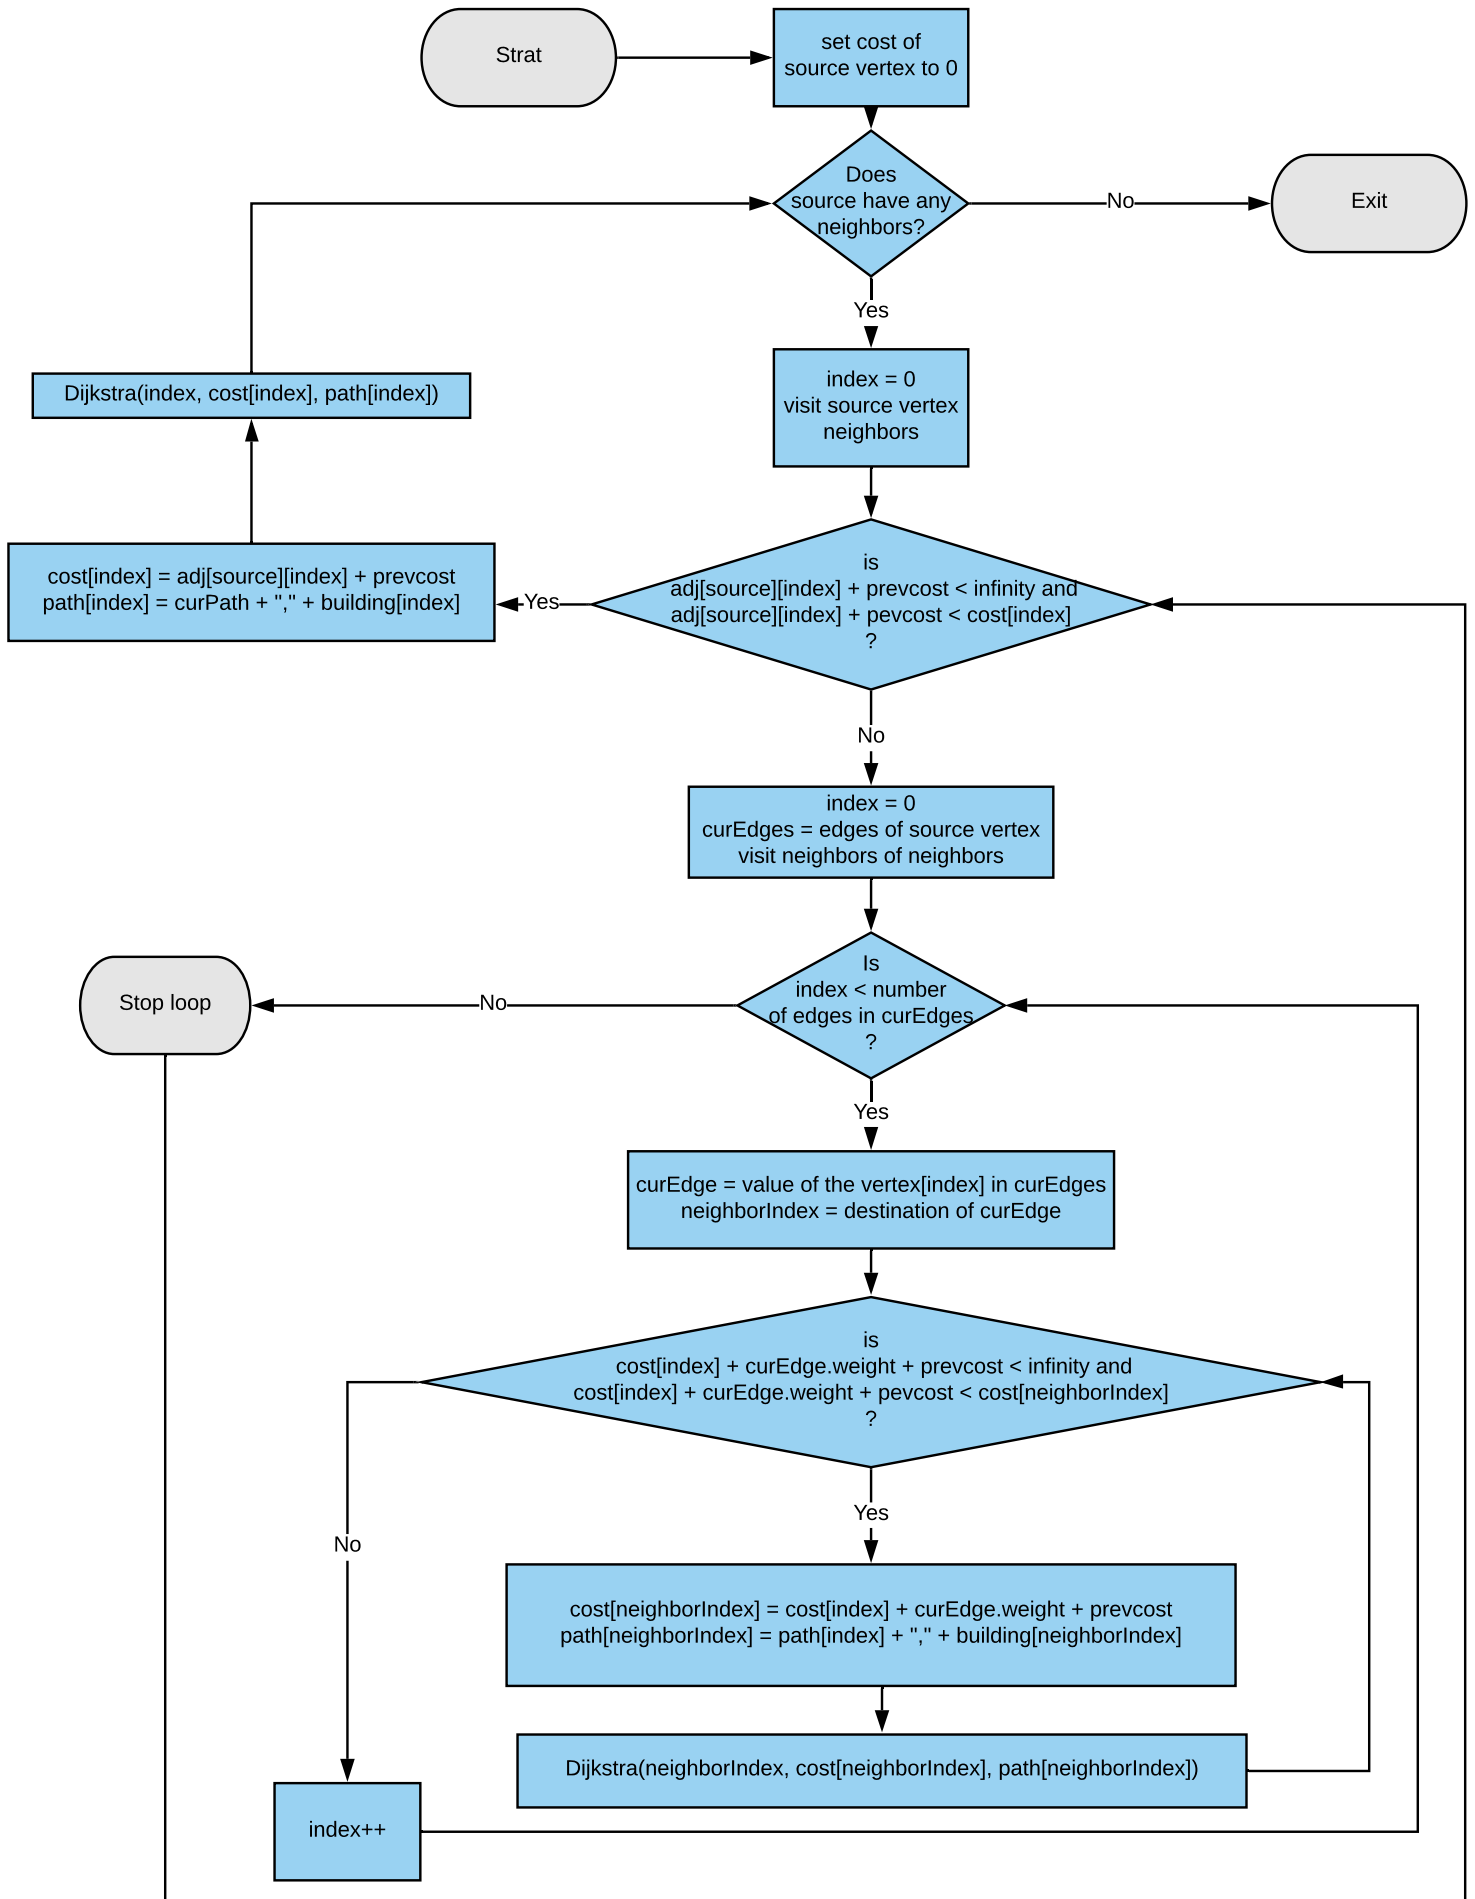 Strat
set cost of
source vertex to 0
Does
source have any
neighbors?
No
Exit
Yes
index = 0
visit source vertex
neighbors
Dijkstra(index, cost[index], path[index])
is
adj[source][index] + prevcost < infinity and
adj[source][index] + pevcost < cost[index]
?
Yes
cost[index] = adj[source][index] + prevcost
path[index] = curPath + "," + building[index]
No
index = 0
curEdges = edges of source vertex
visit neighbors of neighbors
Is
index < number
of edges in curEdges
?
No
Stop loop
Yes
curEdge = value of the vertex[index] in curEdges
neighborIndex = destination of curEdge
is
cost[index] + curEdge.weight + prevcost < infinity and
cost[index] + curEdge.weight + pevcost < cost[neighborIndex]
?
Yes
No
cost[neighborIndex] = cost[index] + curEdge.weight + prevcost
path[neighborIndex] = path[index] + "," + building[neighborIndex]
Dijkstra(neighborIndex, cost[neighborIndex], path[neighborIndex])
index++